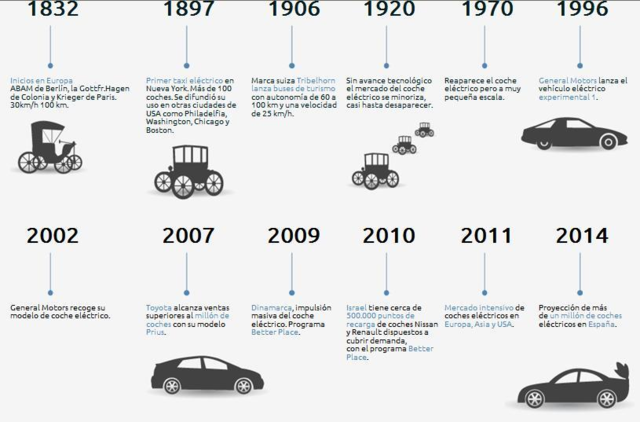 1832
1897
1906
1920
1970
1996
Inicios en Europa
ABAM de Berlín, la Gottfr.Hagen
de Colonia y Krieger de Paris.
30km/h 100 km.
Primer taxi eléctrico en
Nueva York. Más de 100
coches. Se difundió su
uso en otras ciudades de
USA como Philadelfia,
Washington, Chicago y
Boston.
Marca suiza Tribelhorn
lanza buses de turismo
con autonomía de 60 a
100 km y una velocidad
de 25 km/h.
Sin avance tecnológico
el mercado del coche
eléctrico se minoriza,
casi hasta desaparecer.
Reaparece el coche
eléctrico pero a muy
pequeña escala.
General Motors lanza el
vehículo eléctrico
experimental 1.
2002
2007
2009
2010
2011
2014
General Motors recoge su
modelo de coche eléctrico.
Toyota alcanza ventas
superiores al millón de
coches con su modelo
Prius.
Dinamarca, impulsión
masiva del coche
eléctrico. Programa
Better Place.
Israel tiene cerca de
500.000 puntos de
recarga de coches Nissan
y Renault dispuestos a
cubrir demanda,
con el programa Better
Place.
Mercado intensivo de
coches eléctricos en
Europa, Asia y USA.
Proyección de más
de un millón de coches
eléctricos en España.